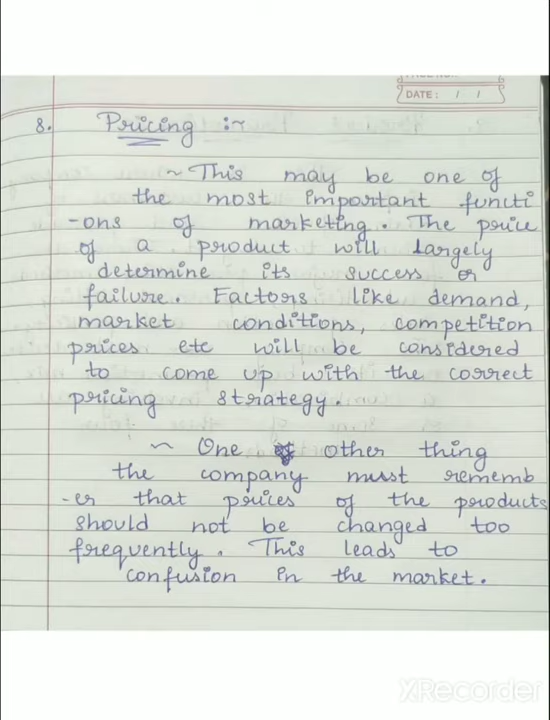 DATE: / /
8. Pricing :~
~ This may be one of
the most important functi
-ons of marketing. The price
of a product will largely
determine its success or
failure. Factors like demand,
market conditions, competition
prices etc will be considered
to come up with the correct
pricing strategy.
~ One other thing
the company must rememb
-er that prices of the products
should not be changed too
frequently. This leads to
confusion in the market.
XRecorder